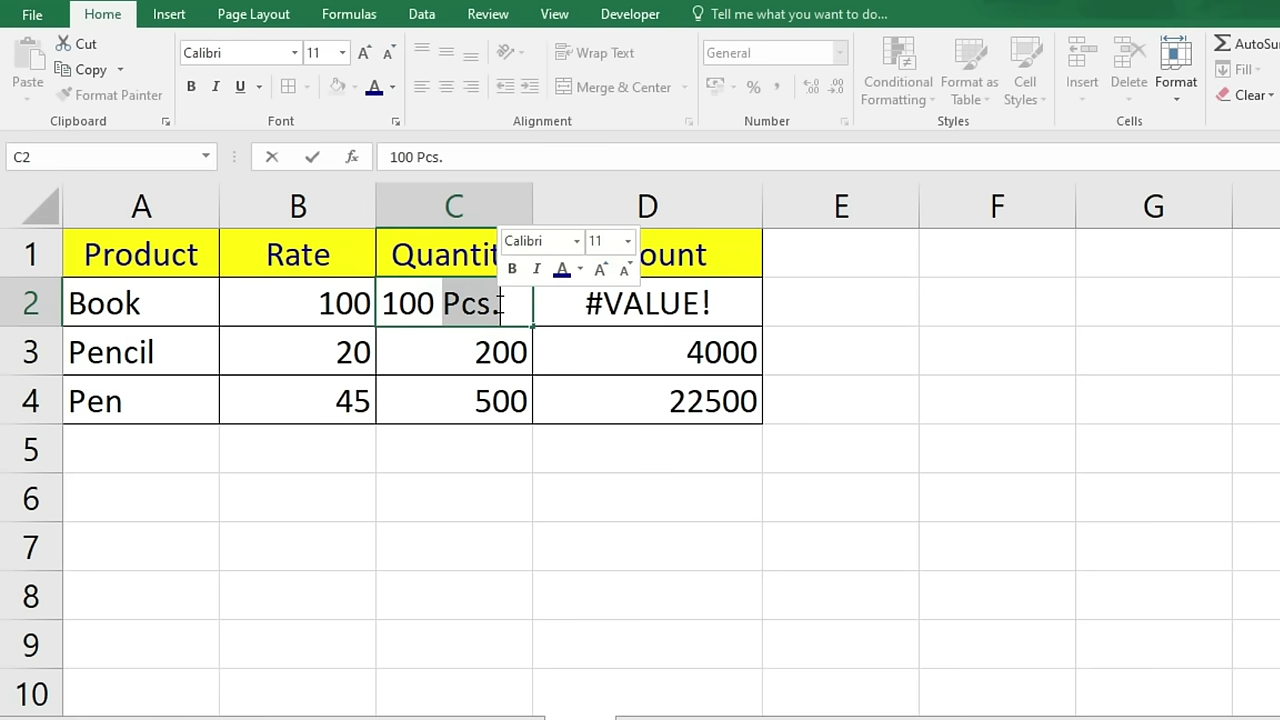 File Home Insert Page Layout Formulas Data Review View Developer Tell me what you want to do...
Paste
Cut
Copy
Format Painter
Clipboard
Calibri 11 A A
B I U A
Font
Wrap Text
Merge & Center
Alignment
General
% ,
Number
Conditional Formatting
Format as Table
Cell Styles
Styles
Insert Delete Format
Cells
Σ AutoSu
Fill
Clear
C2 fx 100 Pcs.
A B C D E F G
Calibri 11
B I A A A
1 Product Rate Quantit ount
2 Book 100 100 Pcs. #VALUE!
3 Pencil 20 200 4000
4 Pen 45 500 22500
5
6
7
8
9
10